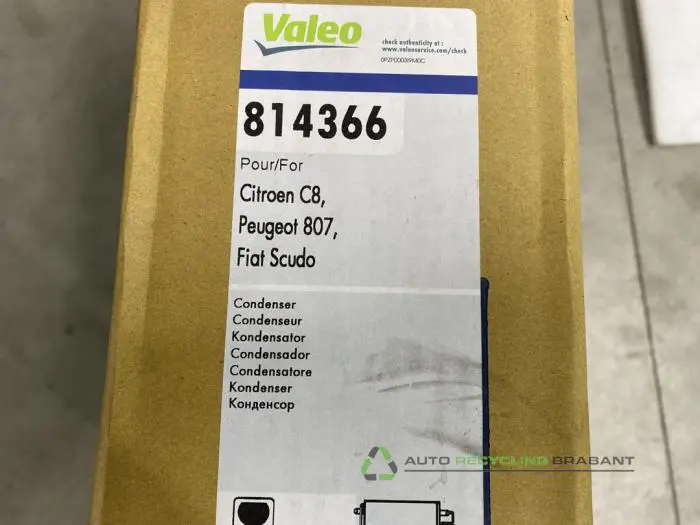 Valeo
check authenticity at :
www.valeoservice.com/check
814366
Pour/For
Citroen C8,
Peugeot 807,
Fiat Scudo
Condenser
Condenseur
Kondensator
Condensador
Condensatore
Kondenser
Конденсор
AUTO RECYCLING BRABANT